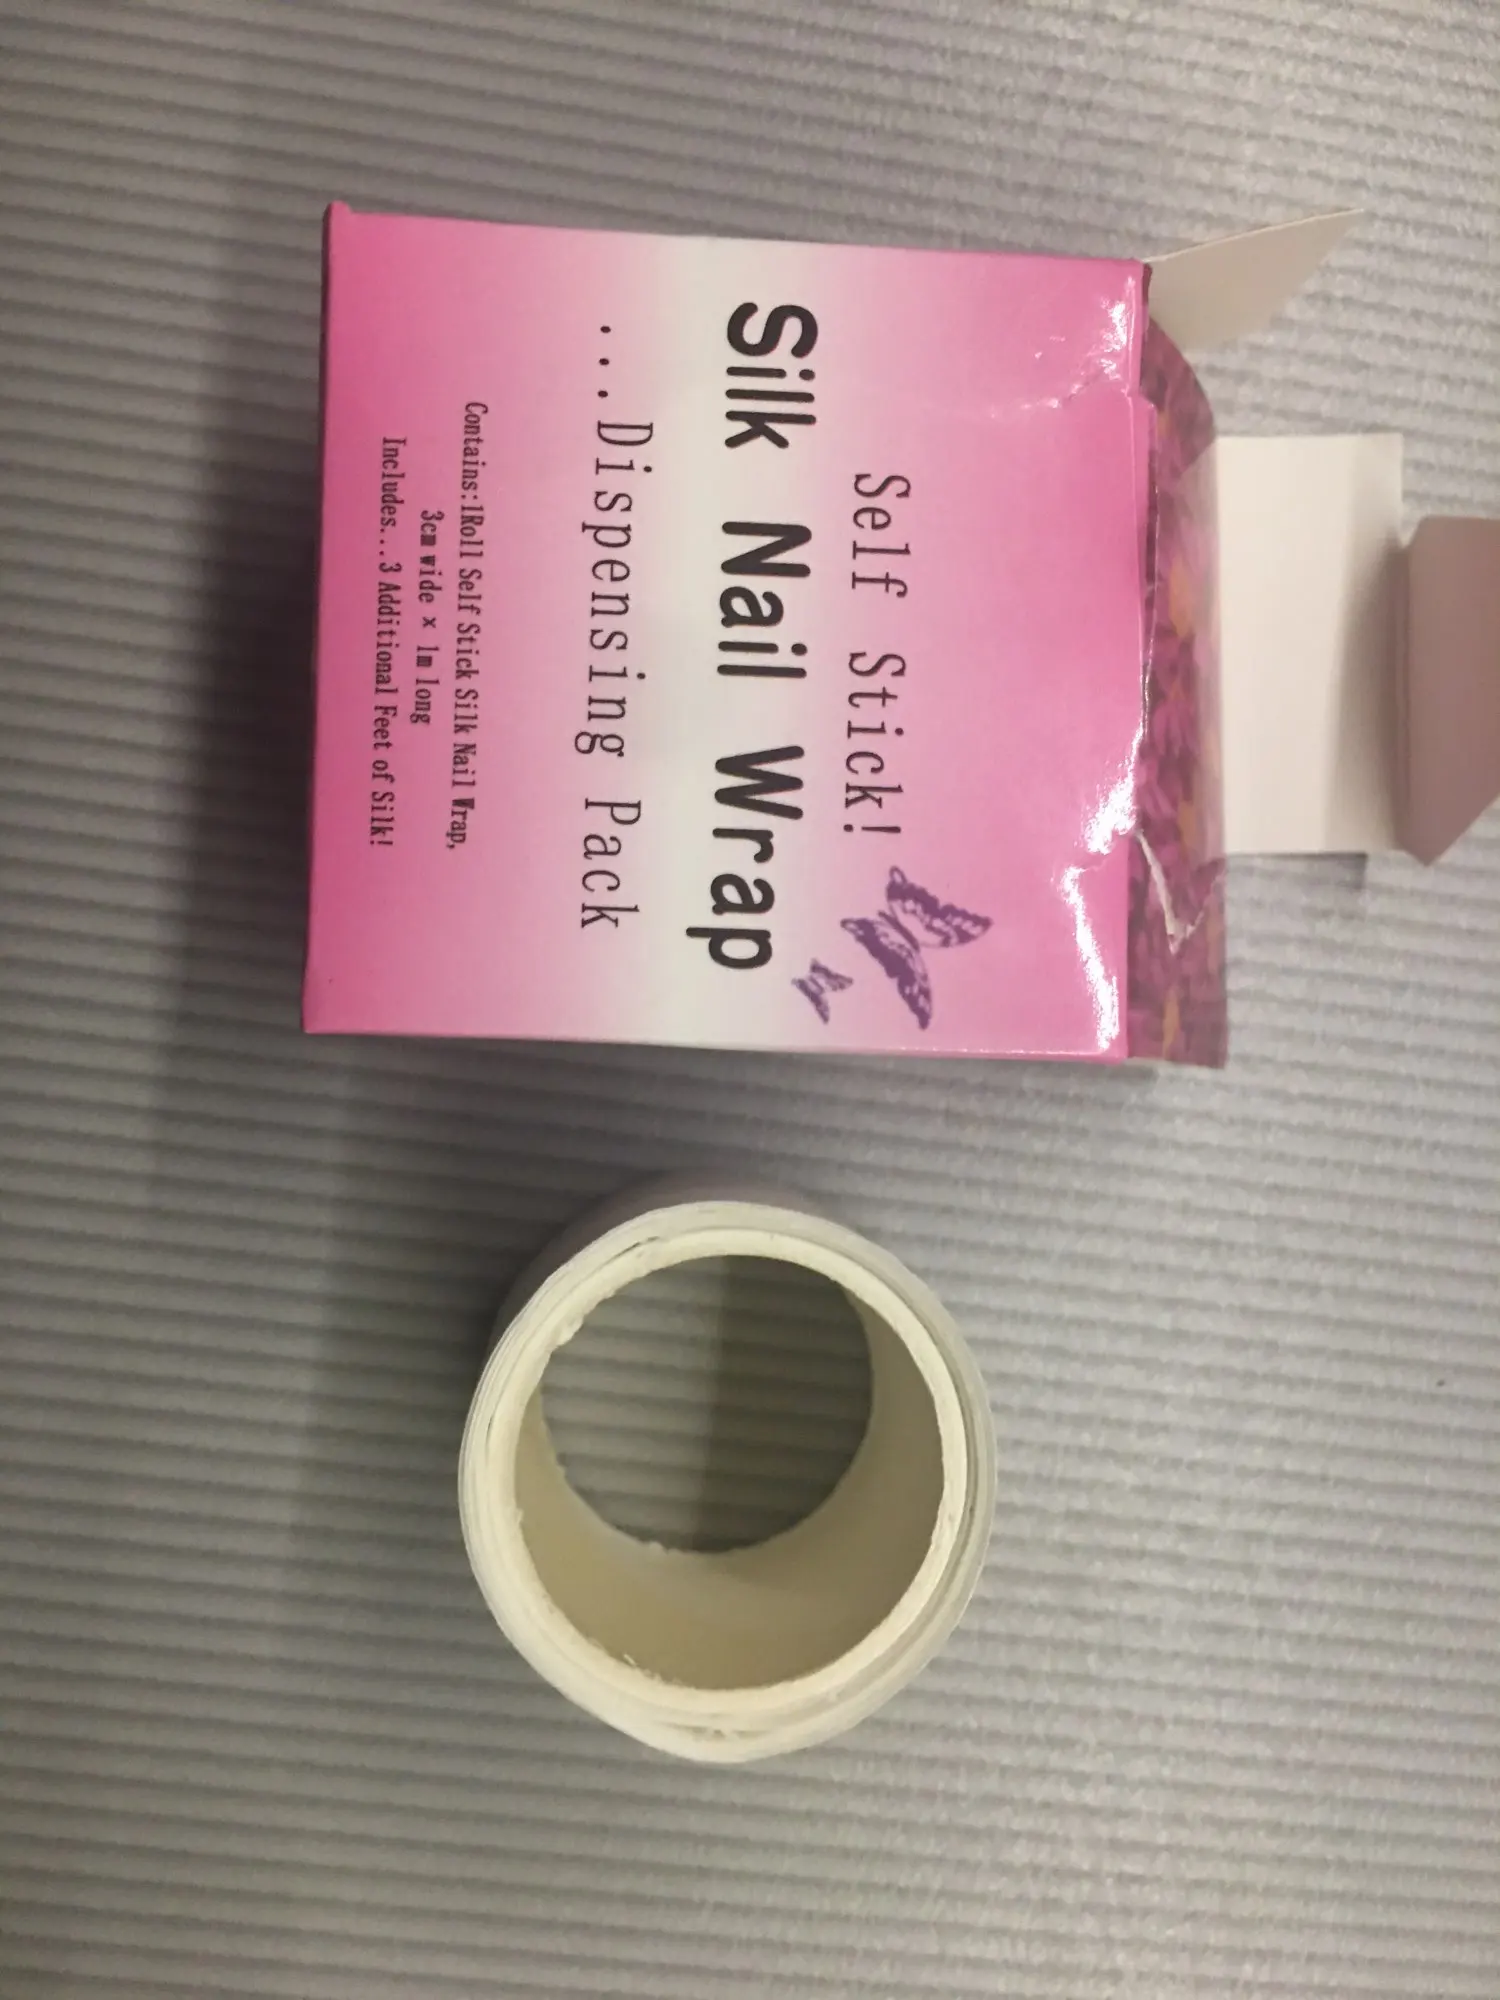 Self Stick!
Silk Nail Wrap
...Dispensing Pack
Contains:1Roll Self Stick Silk Nail Wrap,
3cm wide × 1m long
Includes...3 Additional Feet of Silk!